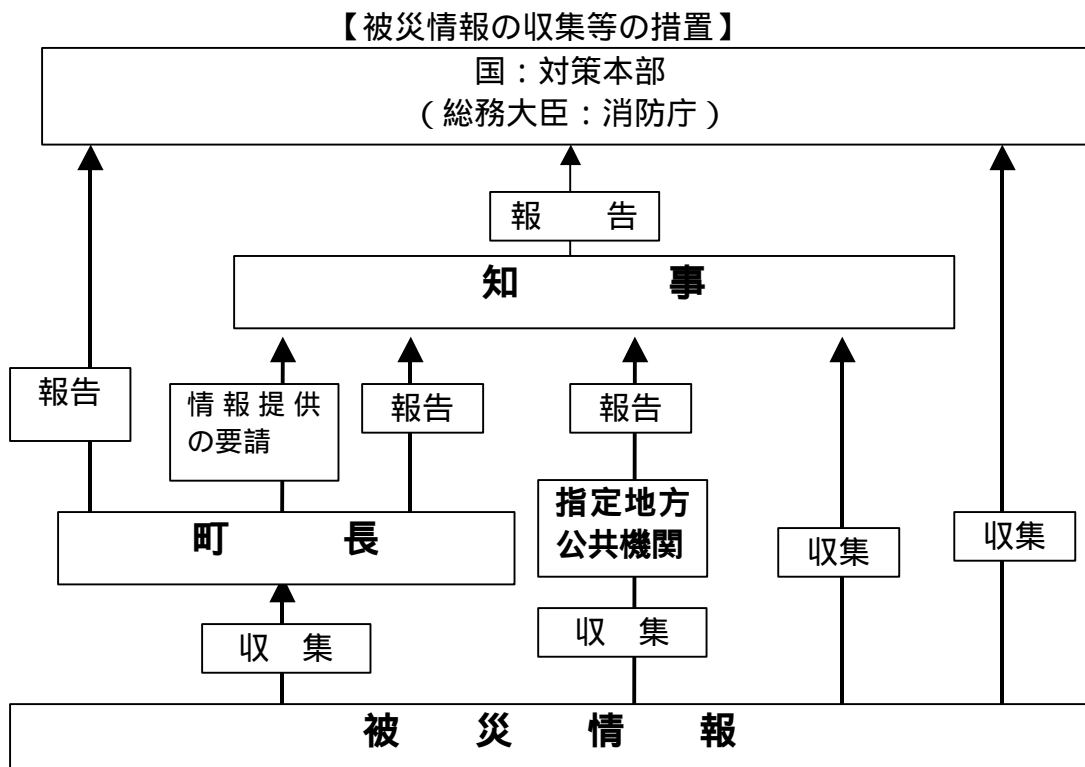 【被災情報の収集等の措置】
国：対策本部
（総務大臣：消防庁）
報　　告
知　　　　事
報告
情報提供
の要請
報告
報告
町　　　長
指定地方
公共機関
収集
収集
収　集
収　集
被　　災　　情　　報